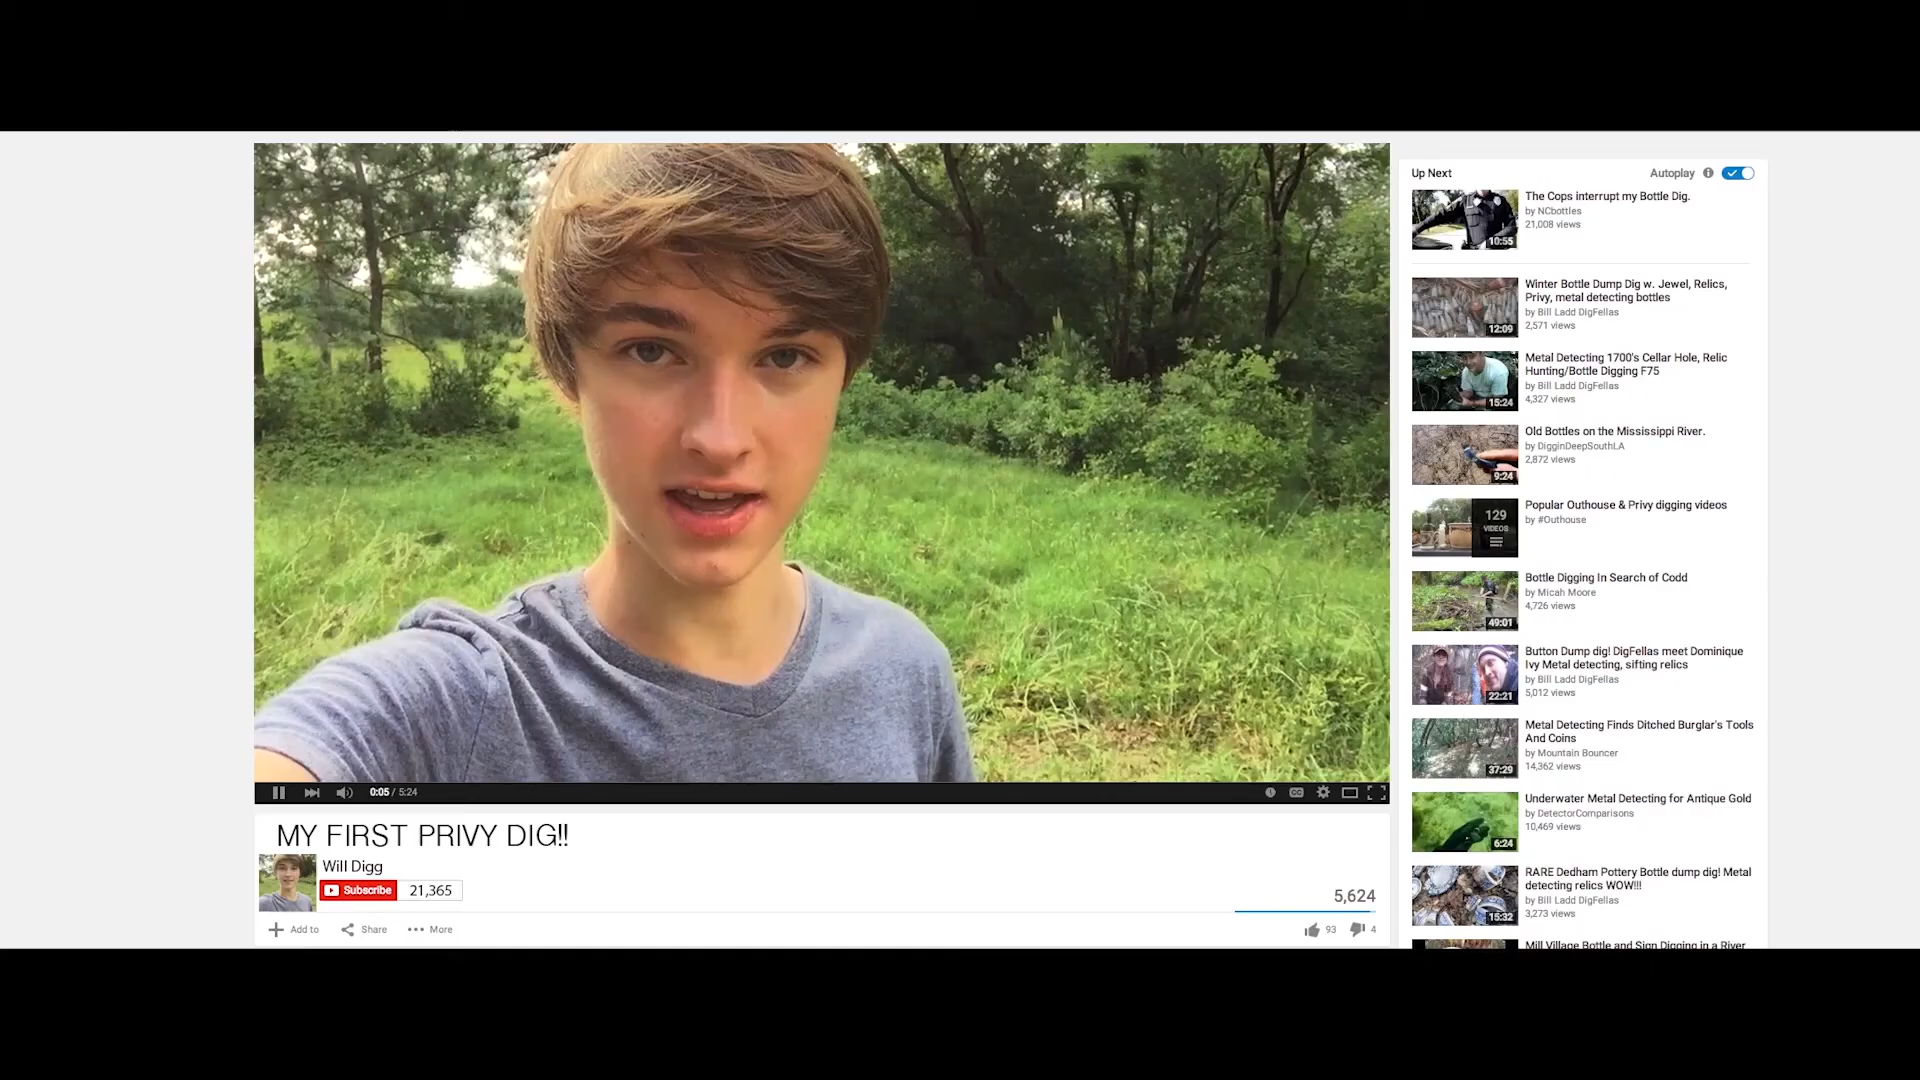 0:05 / 5:24
MY FIRST PRIVY DIG!!
Will Digg
Subscribe 21,365
5,624
Add to Share More
93 4
Up Next
Autoplay
The Cops interrupt my Bottle Dig.
by NCbottles
21,008 views
10:55
Winter Bottle Dump Dig w. Jewel, Relics,
Privy, metal detecting bottles
by Bill Ladd DigFellas
2,571 views
12:09
Metal Detecting 1700's Cellar Hole, Relic
Hunting/Bottle Digging F75
by Bill Ladd DigFellas
4,327 views
15:24
Old Bottles on the Mississippi River.
by DigginDeepSouthLA
2,872 views
9:24
Popular Outhouse & Privy digging videos
by #Outhouse
129
VIDEOS
Bottle Digging In Search of Codd
by Micah Moore
4,726 views
49:01
Button Dump dig! DigFellas meet Dominique
Ivy Metal detecting, sifting relics
by Bill Ladd DigFellas
5,012 views
22:21
Metal Detecting Finds Ditched Burglar's Tools
And Coins
by Mountain Bouncer
14,362 views
37:29
Underwater Metal Detecting for Antique Gold
by DetectorComparisons
10,469 views
6:24
RARE Dedham Pottery Bottle dump dig! Metal
detecting relics WOW!!!
by Bill Ladd DigFellas
3,273 views
15:32
Mill Village Bottle and Sign Digging in a River